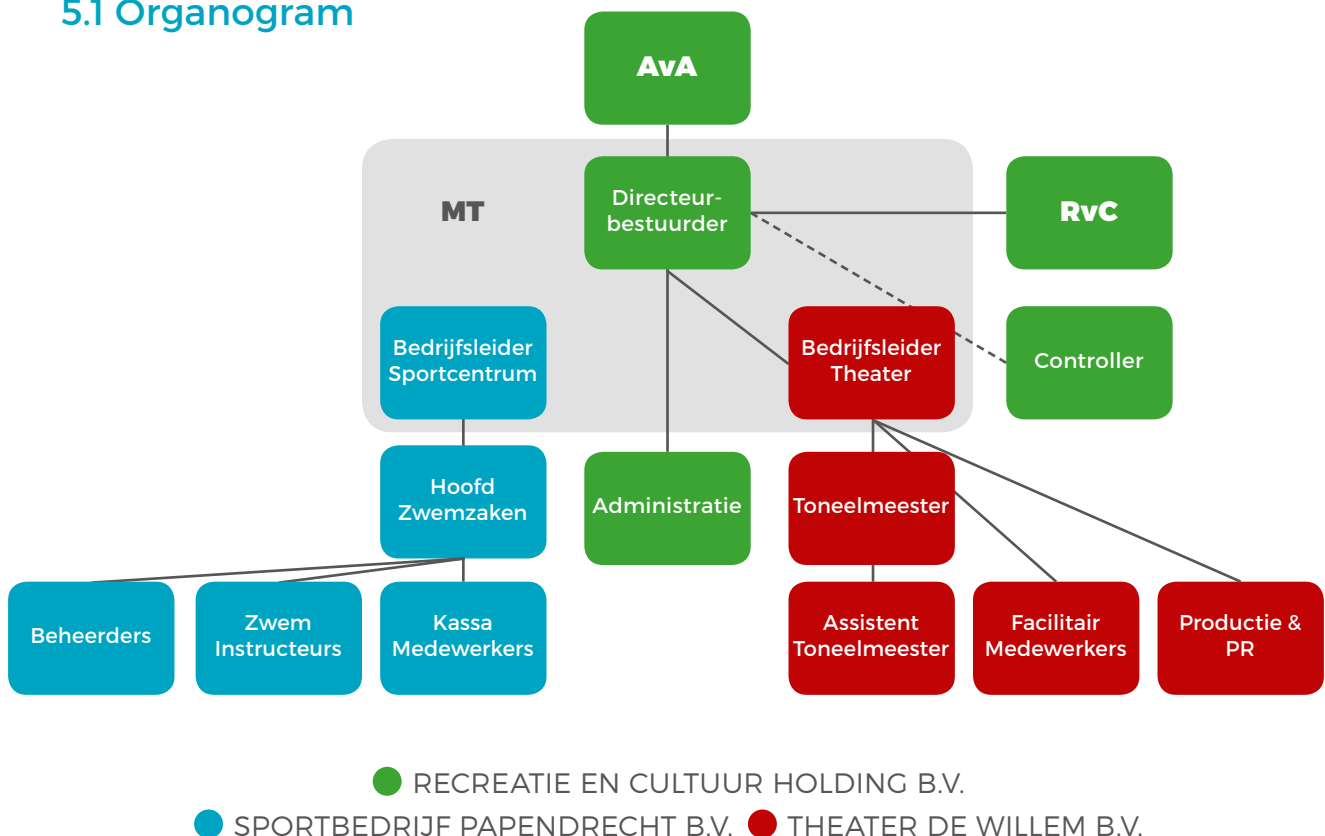 5.1 Organogram
AvA
MT
Directeur-
bestuurder
RvC
Bedrijfsleider
Sportcentrum
Bedrijfsleider
Theater
Controller
Hoofd
Zwemzaken
Administratie
Toneelmeester
Beheerders
Zwem
Instructeurs
Kassa
Medewerkers
Assistent
Toneelmeester
Facilitair
Medewerkers
Productie &
PR
RECREATIE EN CULTUUR HOLDING B.V.
SPORTBEDRIJF PAPENDRECHT B.V. THEATER DE WILLEM B.V.